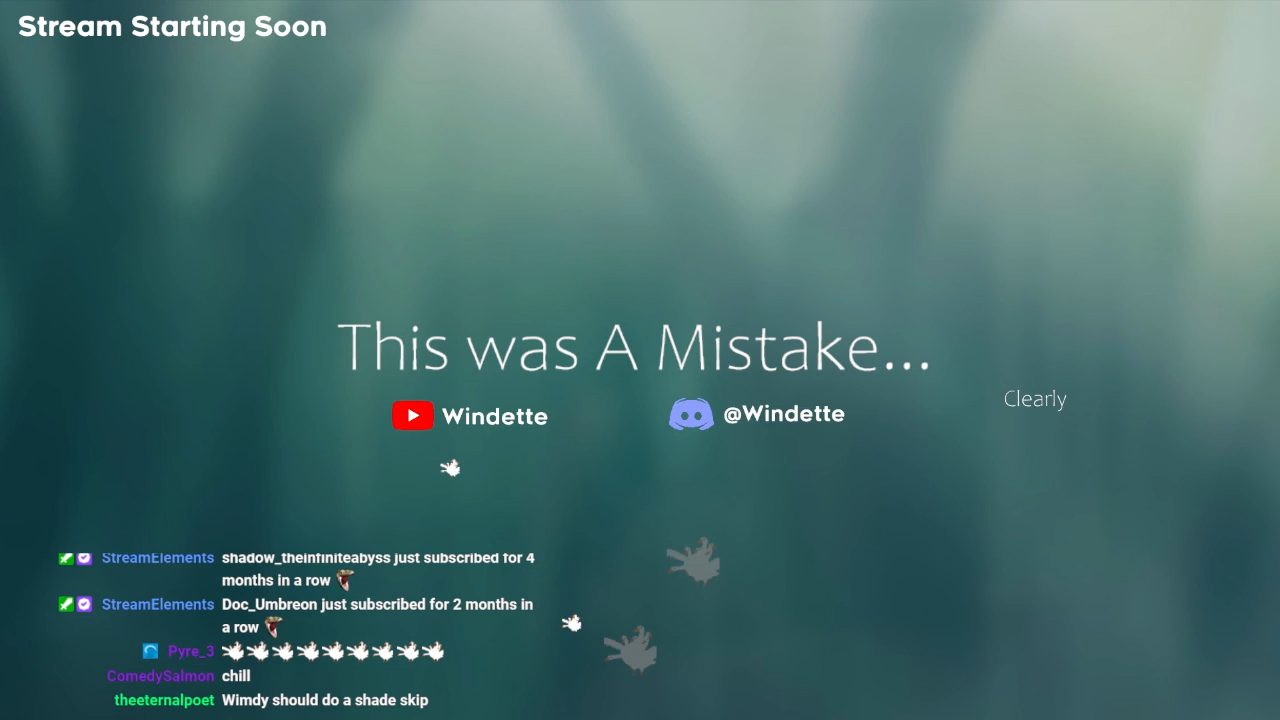 Stream Starting Soon
This was A Mistake...
Windette
@Windette
Clearly
StreamElements shadow_theinfiniteabyss just subscribed for 4
months in a row
StreamElements Doc_Umbreon just subscribed for 2 months in
a row
Pyre_3
ComedySalmon chill
theeternalpoet Wimdy should do a shade skip